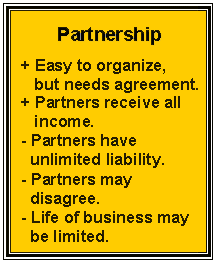 Partnership
+ Easy to organize,
but needs agreement.
+ Partners receive all
income.
- Partners have
unlimited liability.
- Partners may
disagree.
- Life of business may
be limited.